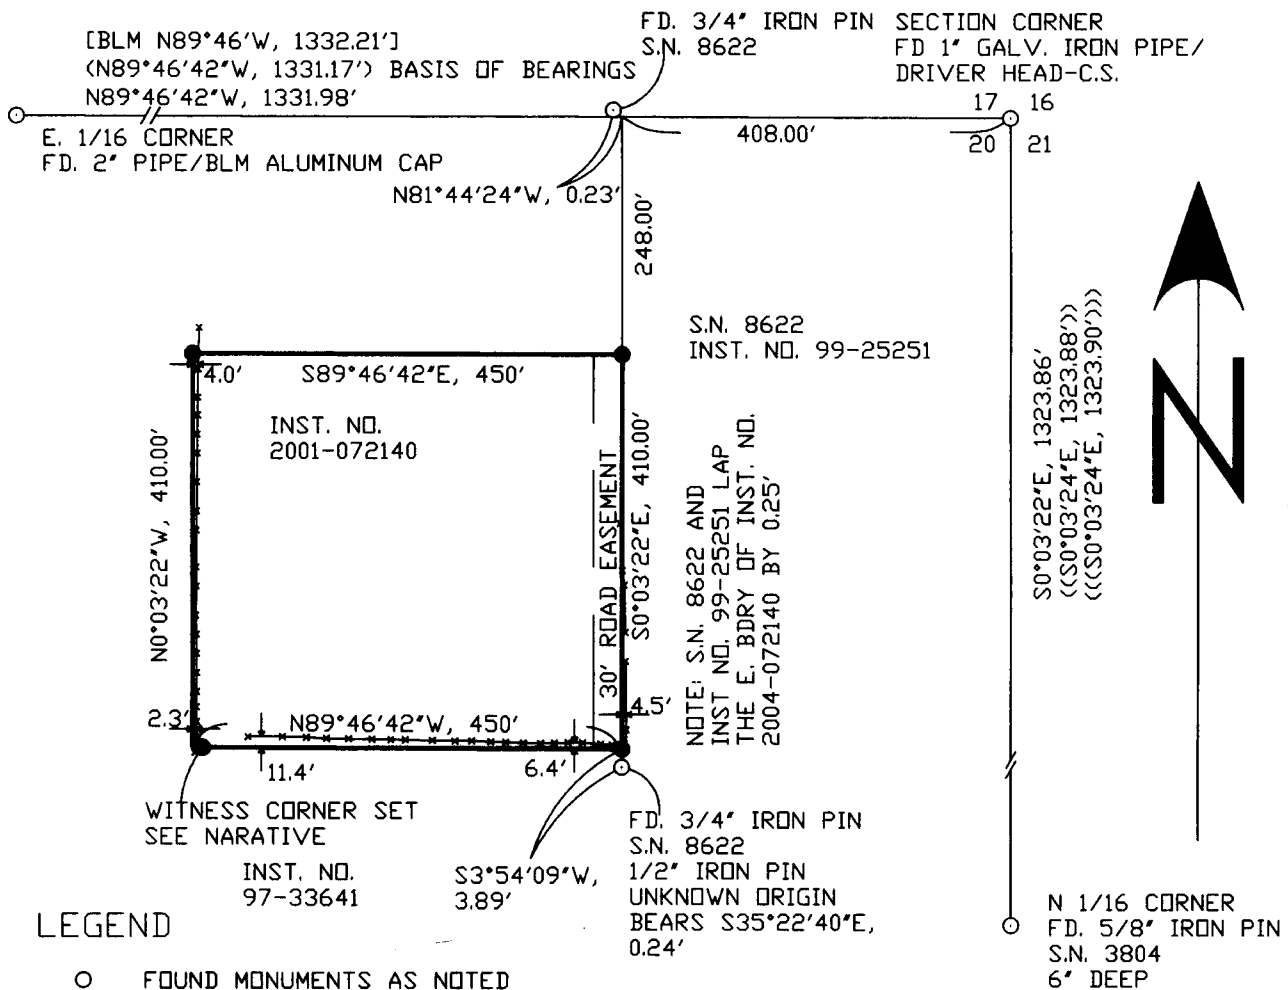 [BLM N89°46'W, 1332.21']
(N89°46'42"W, 1331.17') BASIS OF BEARINGS
N89°46'42"W, 1331.98'
FD. 3/4" IRON PIN
S.N. 8622
SECTION CORNER
FD 1" GALV. IRON PIPE/
DRIVER HEAD-C.S.
17 16
20 21
408.00'
E. 1/16 CORNER
FD. 2" PIPE/BLM ALUMINUM CAP
N81°44'24"W, 0.23'
248.00'
S.N. 8622
INST. NO. 99-25251
4.0'
S89°46'42"E, 450'
INST. NO.
2001-072140
N0°03'22"W, 410.00'
30' ROAD EASEMENT
S0°03'22"E, 410.00'
NOTE: S.N. 8622 AND
INST NO. 99-25251 LAP
THE E. BDRY OF INST. NO.
2004-072140 BY 0.25'
S0°03'22"E, 1323.86'
((S0°03'24"E, 1323.88'))
(((S0°03'24"E, 1323.90')))
N
2.3'
N89°46'42"W, 450'
4.5'
11.4'
6.4'
WITNESS CORNER SET
SEE NARATIVE
INST. NO.
97-33641
S3°54'09"W,
3.89'
FD. 3/4" IRON PIN
S.N. 8622
1/2" IRON PIN
UNKNOWN ORIGIN
BEARS S35°22'40"E,
0.24'
N 1/16 CORNER
FD. 5/8" IRON PIN
S.N. 3804
6" DEEP
LEGEND
FOUND MONUMENTS AS NOTED